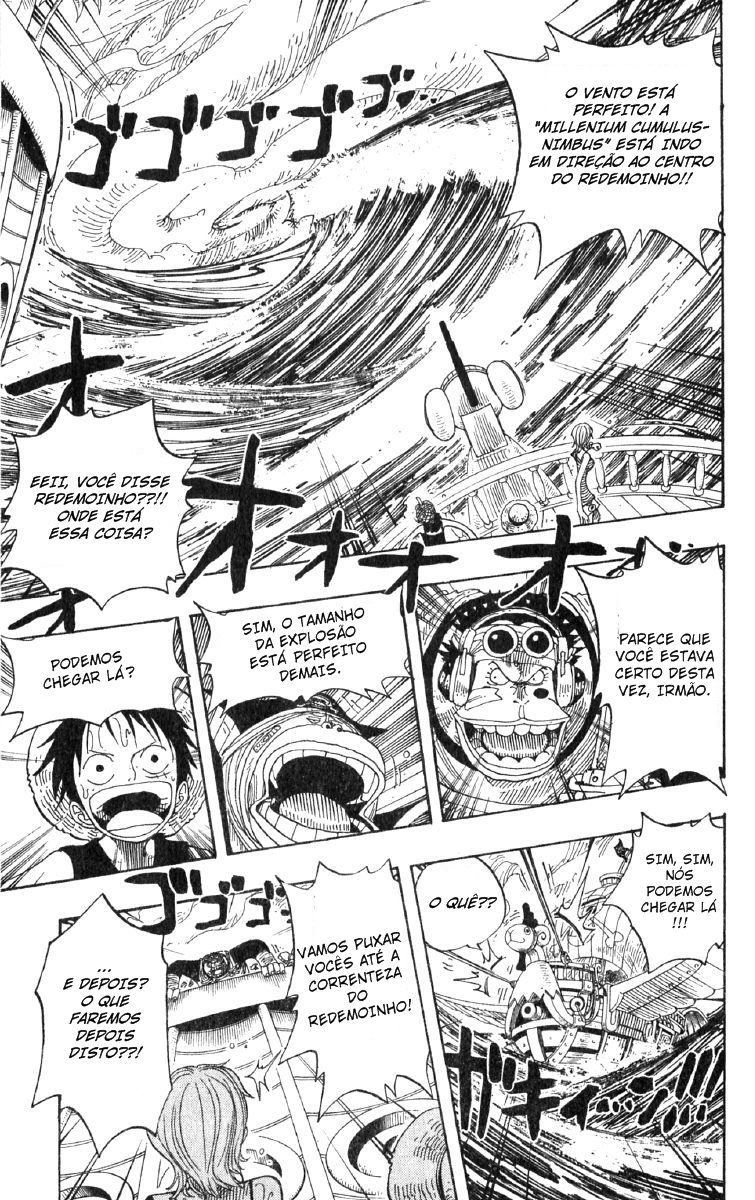 O VENTO ESTÁ
PERFEITO! A
"MILLENIUM CUMULUS-
NIMBUS" ESTÁ INDO
EM DIREÇÃO AO CENTRO
DO REDEMOINHO!!
ゴゴゴゴゴ
EEII, VOCÊ DISSE
REDEMOINHO??!!
ONDE ESTÁ
ESSA COISA?
オオオオオオオ
PARECE QUE
VOCÊ ESTAVA
CERTO DESTA
VEZ, IRMÃO.
SIM, O TAMANHO
DA EXPLOSÃO
ESTÁ PERFEITO
DEMAIS.
PODEMOS
CHEGAR LÁ?
SIM, SIM,
NÓS
PODEMOS
CHEGAR LÁ
!!!
O QUÊ??
ガキィィーン!!!
VAMOS PUXAR
VOCÊS ATÉ A
CORRENTEZA
DO
REDEMOINHO!
ゴゴゴゴ
...
E DEPOIS?
O QUE
FAREMOS
DEPOIS
DISTO??!